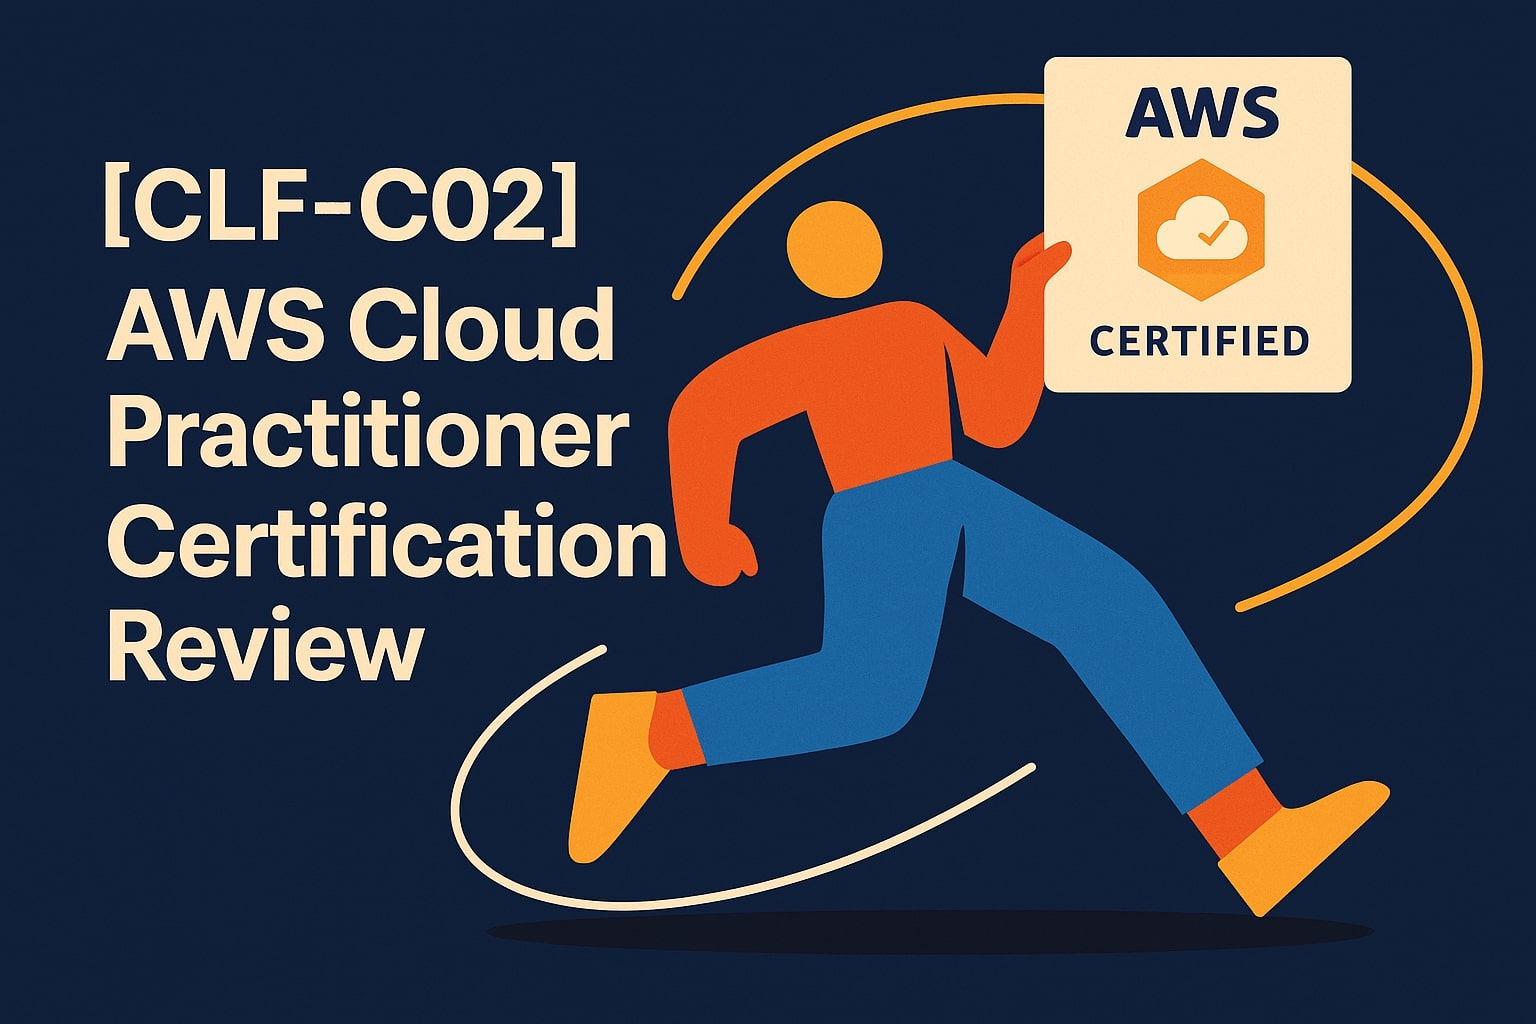 [CLF-C02]
AWS Cloud
Practitioner
Certification
Review
AWS
CERTIFIED